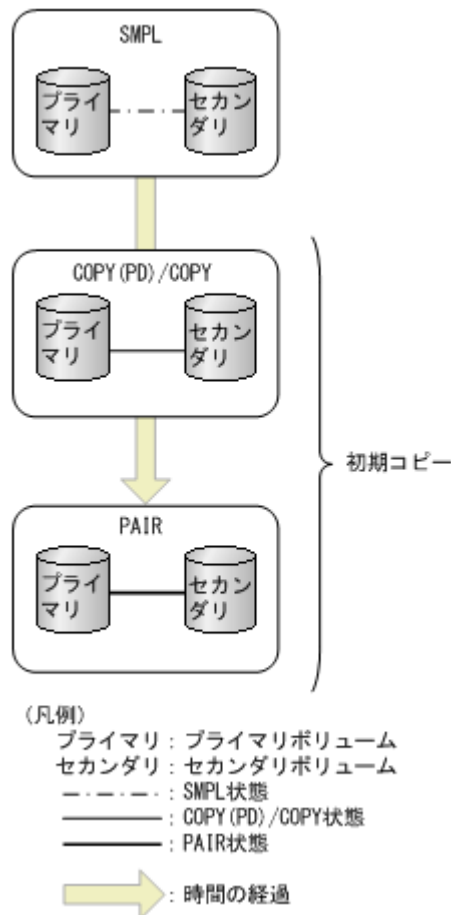 SMPL
プライ
マリ
セカン
ダリ
COPY(PD)/COPY
プライ
マリ
セカン
ダリ
初期コピー
PAIR
プライ
マリ
セカン
ダリ
(凡例)
プライマリ:プライマリボリューム
セカンダリ:セカンダリボリューム
:SMPL状態
:COPY(PD)/COPY状態
:PAIR状態
:時間の経過